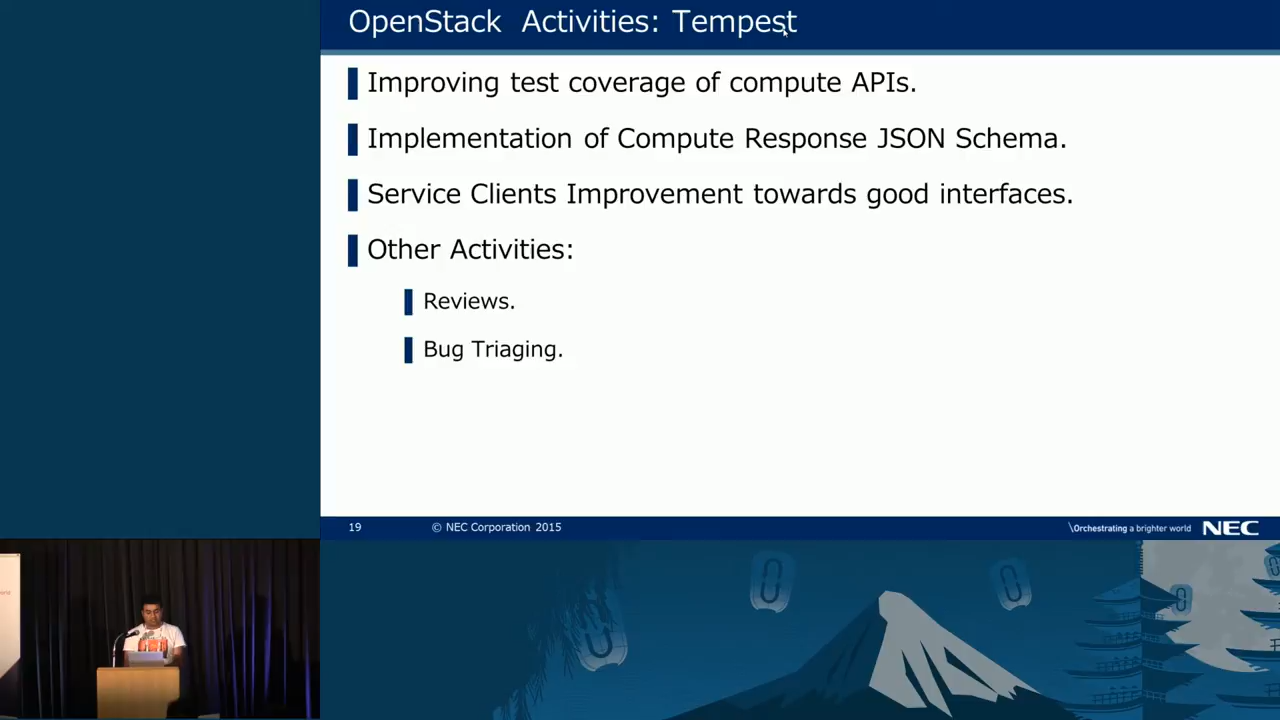 OpenStack Activities: Tempest
Improving test coverage of compute APIs.
Implementation of Compute Response JSON Schema.
Service Clients Improvement towards good interfaces.
Other Activities:
Reviews.
Bug Triaging.
19 © NEC Corporation 2015 \Orchestrating a brighter world NEC